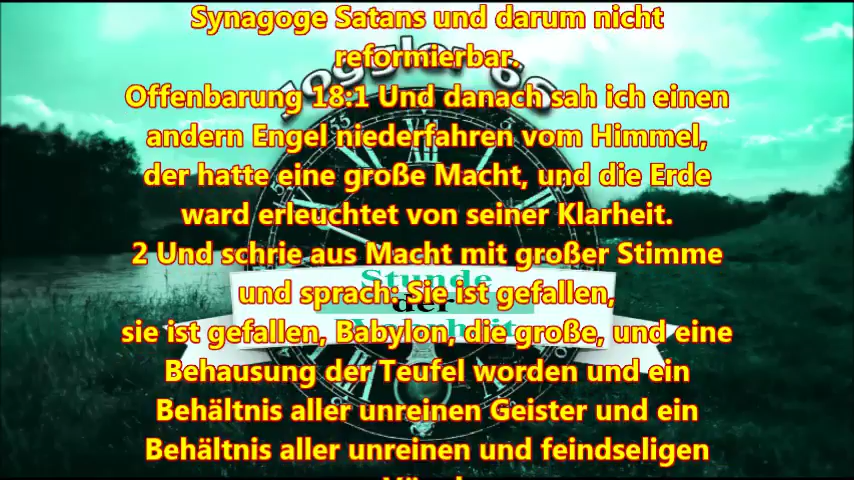 Synagoge Satans und darum nicht
reformierbar.
Joggler66
Offenbarung 18:1 Und danach sah ich einen
andern Engel niederfahren vom Himmel,
der hatte eine große Macht, und die Erde
ward erleuchtet von seiner Klarheit.
2 Und schrie aus Macht mit großer Stimme
Stunde
und sprach: Sie ist gefallen,
der
sie ist gefallen, Babylon, die große, und eine
Behausung der Teufel worden und ein
Behältnis aller unreinen Geister und ein
Behältnis aller unreinen und feindseligen